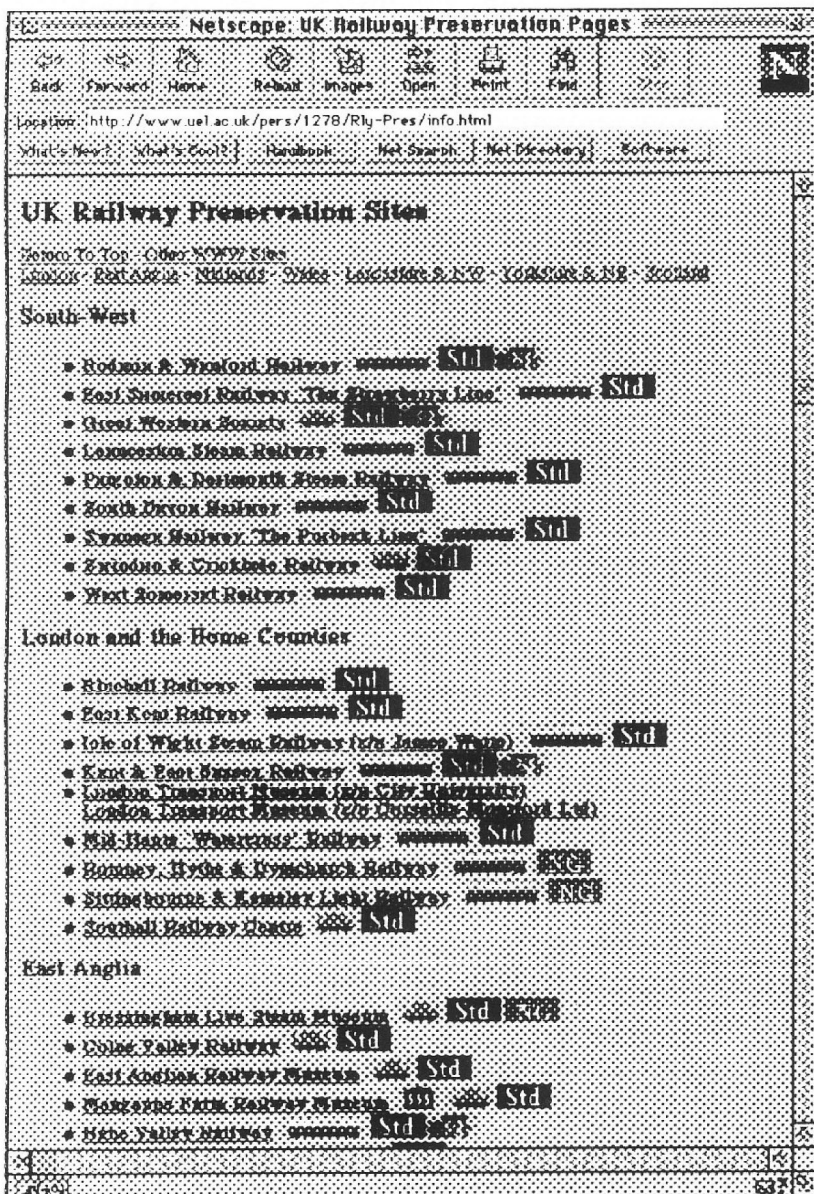 Netscape: UK Railway Preservation Pages
Back Forward Home Reload Images Open Print Find
Location: http://www.uel.ac.uk/pers/1278/Rly-Pres/info.html
What's New? What's Cool? Handbook Net Search Net Directory Software
UK Railway Preservation Sites
Return To Top - Other WWW Sites
London - East Anglia - Midlands - Wales - Lancashire & NW - Yorkshire & NE - Scotland
South-West
Bodmin & Wenford Railway Std
East Somerset Railway 'The Strawberry Line' Std
Great Western Society Std
Launceston Steam Railway Std
Paignton & Dartmouth Steam Railway Std
South Devon Railway Std
Swanage Railway 'The Purbeck Line' Std
Swindon & Cricklade Railway Std
West Somerset Railway Std
London and the Home Counties
Bluebell Railway Std
East Kent Railway Std
Isle of Wight Steam Railway (c/o James) Std
Kent & East Sussex Railway Std
London Transport Museum (c/o City University)
London Transport Museum (c/o Ltd)
Mid-Hants 'Watercress' Railway Std
Romney, Hythe & Dymchurch Railway NG
Sittingbourne & Kemsley Light Railway NG
Southall Railway Centre Std
East Anglia
Bressingham Live Steam Museum Std NG
Colne Valley Railway Std
East Anglian Railway Museum Std
Farm Railway Museum Std
Nene Valley Railway Std